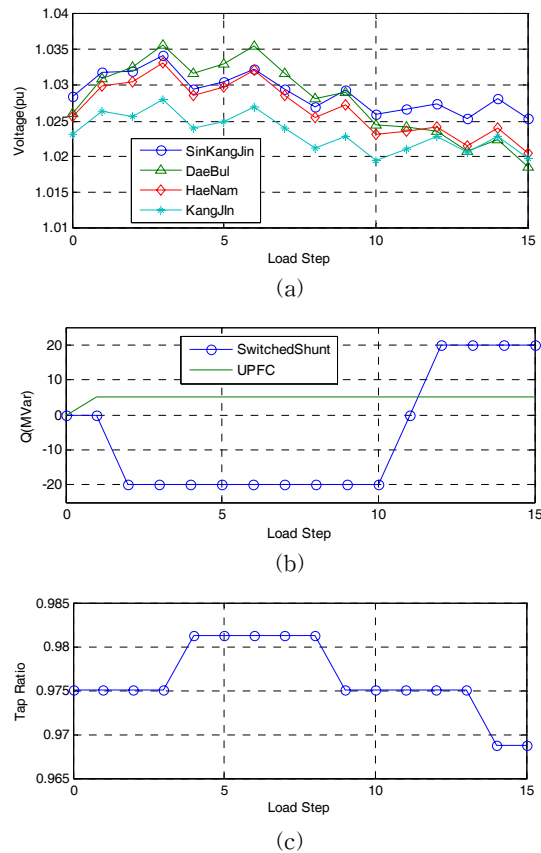 1.04
1.035
1.03
1.025
1.02
1.015
1.01
Voltage(pu)
SinKangJin
DaeBul
HaeNam
KangJIn
0 5 10 15
Load Step
(a)
20
10
0
-10
-20
Q(MVar)
SwitchedShunt
UPFC
0 5 10 15
Load Step
(b)
0.985
0.98
0.975
0.97
0.965
Tap Ratio
0 5 10 15
Load Step
(c)